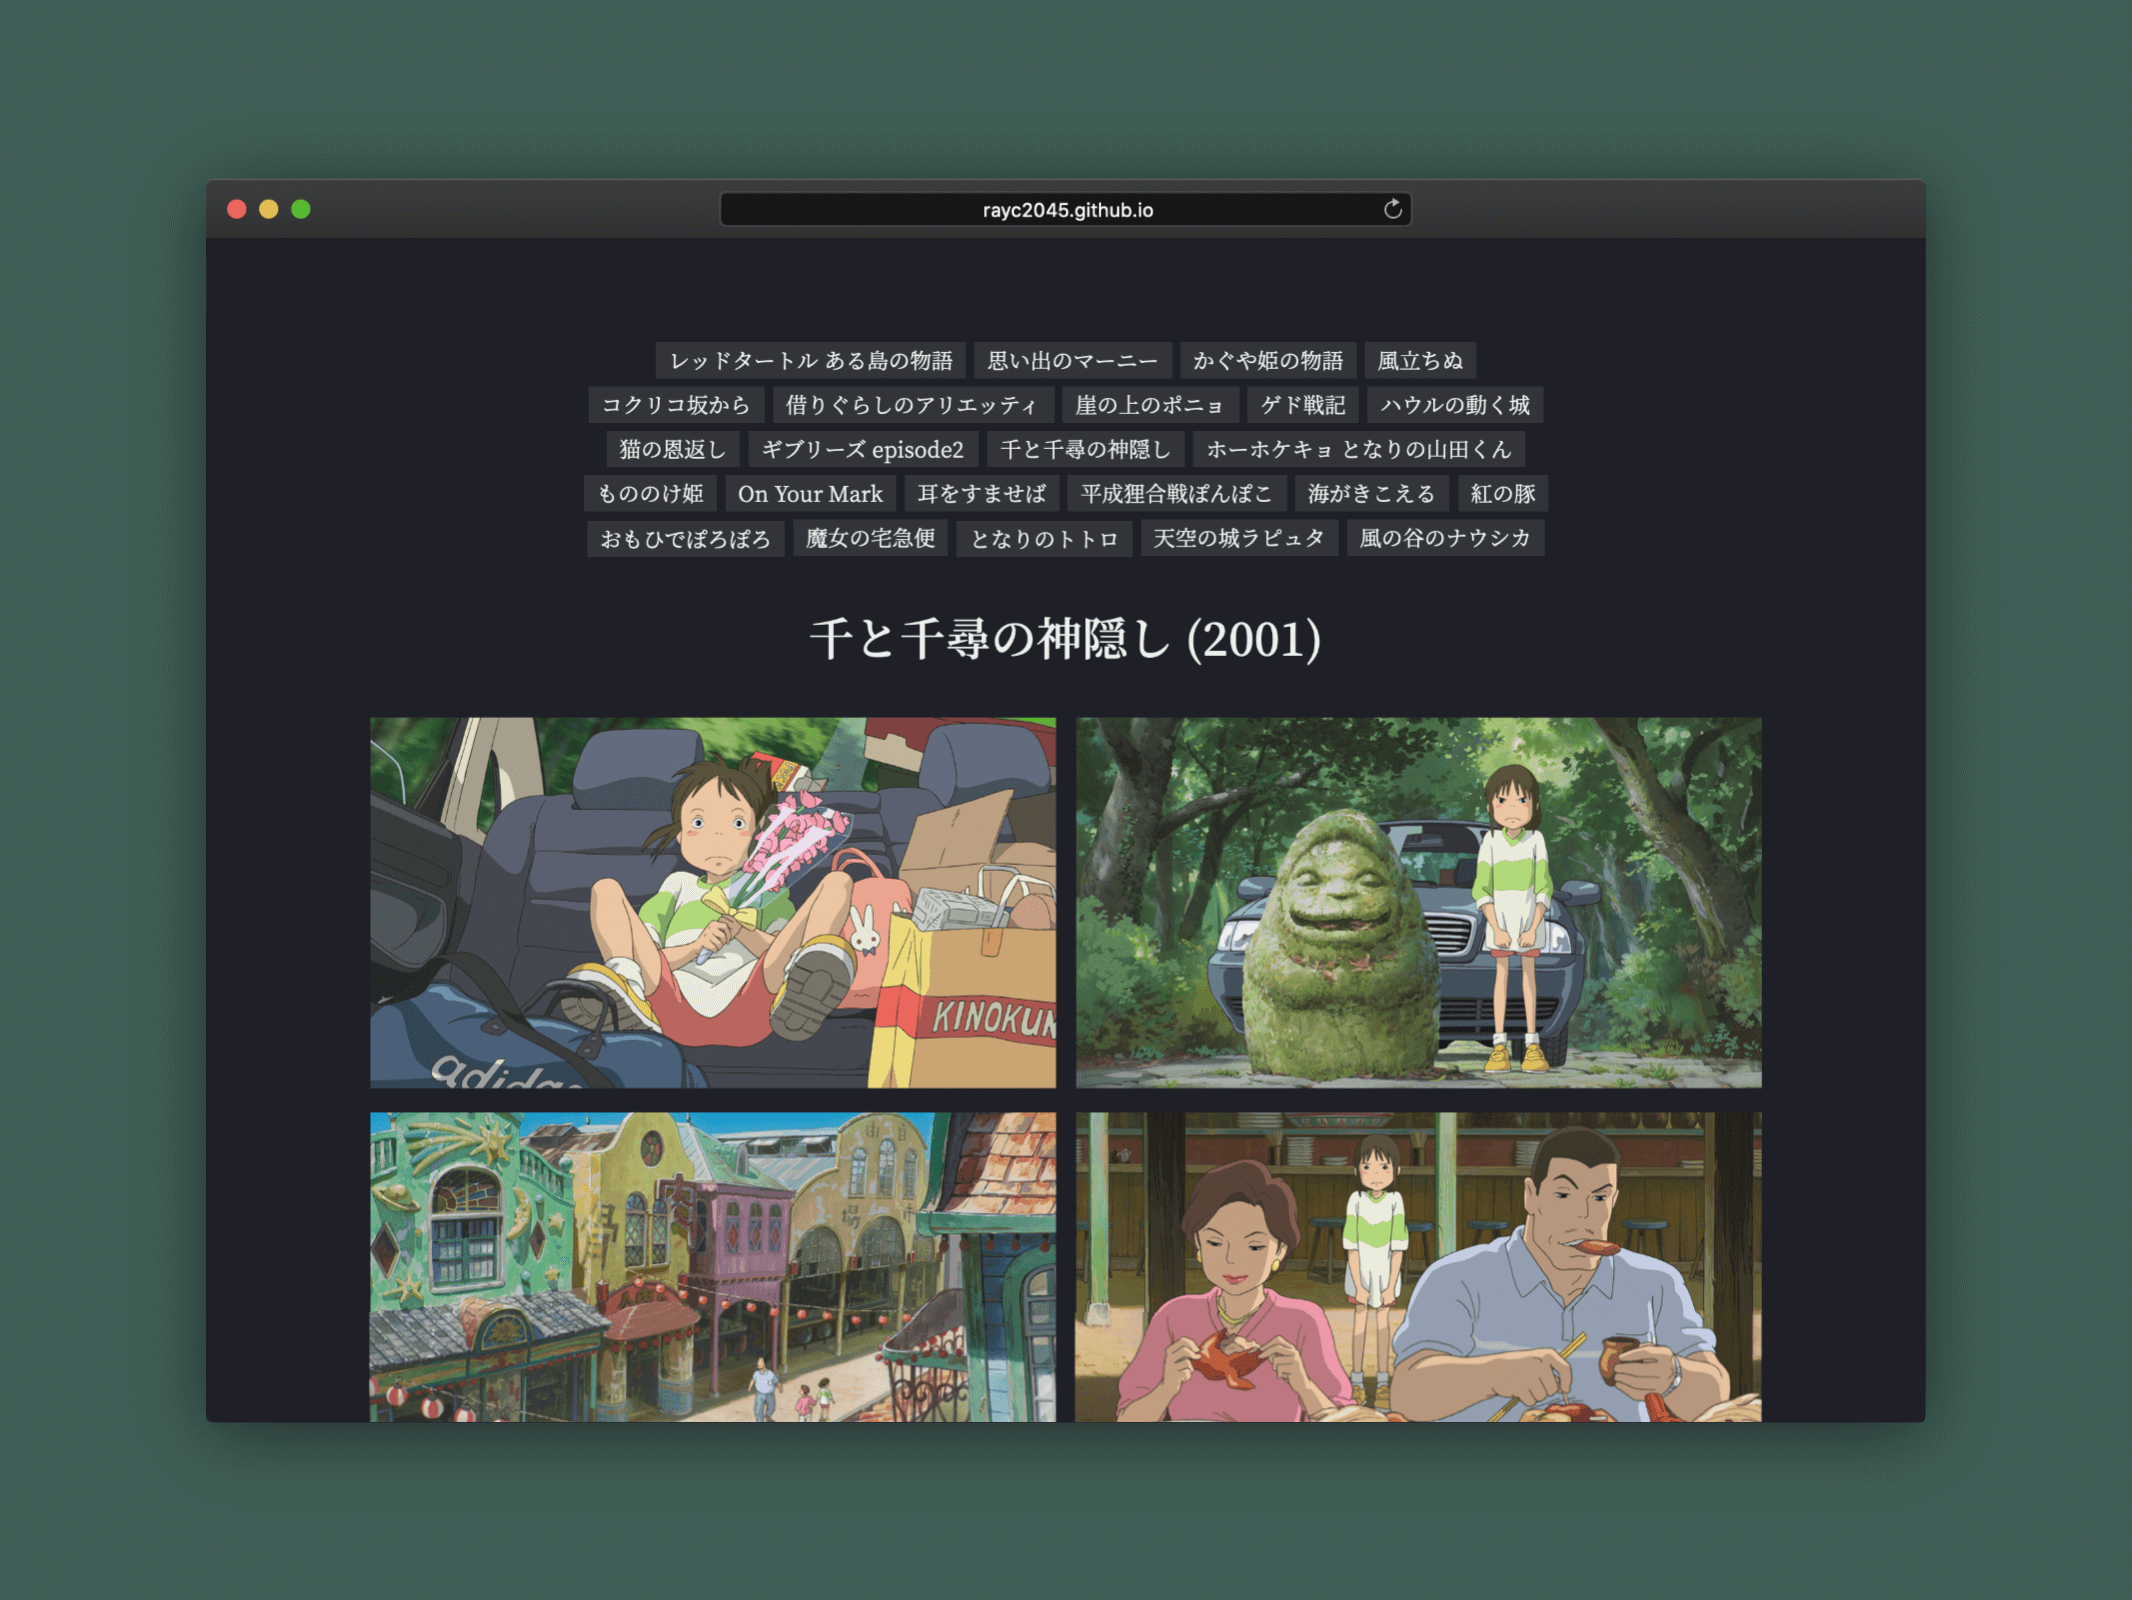 rayc2045.github.io
レッドタートル ある島の物語 思い出のマーニー かぐや姫の物語 風立ちぬ
コクリコ坂から 借りぐらしのアリエッティ 崖の上のポニョ ゲド戦記 ハウルの動く城
猫の恩返し ギブリーズ episode2 千と千尋の神隠し ホーホケキョ となりの山田くん
もののけ姫 On Your Mark 耳をすませば 平成狸合戦ぽんぽこ 海がきこえる 紅の豚
おもひでぽろぽろ 魔女の宅急便 となりのトトロ 天空の城ラピュタ 風の谷のナウシカ
千と千尋の神隠し (2001)
KINOKUN
adidas